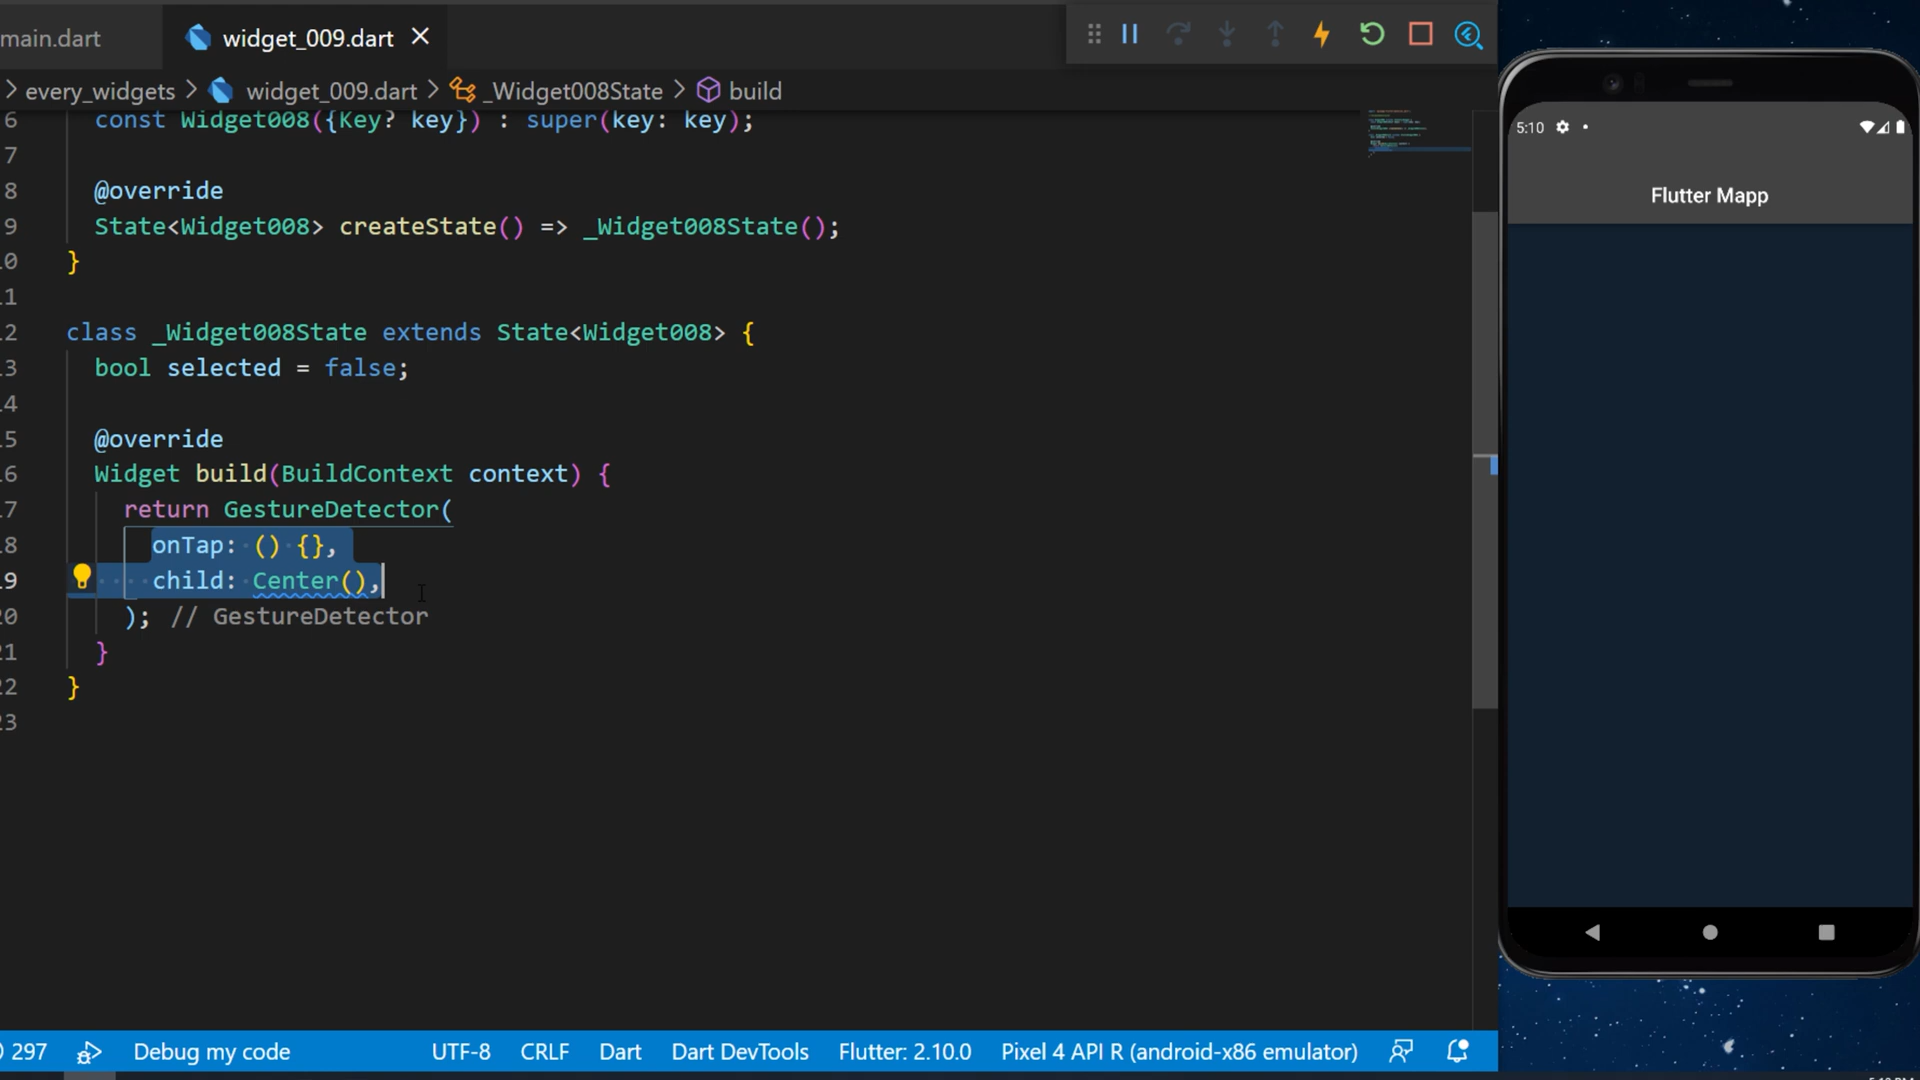 main.dart
widget_009.dart
every_widgets > widget_009.dart > _Widget008State > build
6 const Widget008({Key? key}) : super(key: key);
7
8 @override
9 State<Widget008> createState() => _Widget008State();
0 }
1
2 class _Widget008State extends State<Widget008> {
3 bool selected = false;
4
5 @override
6 Widget build(BuildContext context) {
7 return GestureDetector(
8 onTap: () {},
9 child: Center(),
0 ); // GestureDetector
1 }
2 }
3
297 Debug my code UTF-8 CRLF Dart Dart DevTools Flutter: 2.10.0 Pixel 4 API R (android-x86 emulator)
5:10
Flutter Mapp